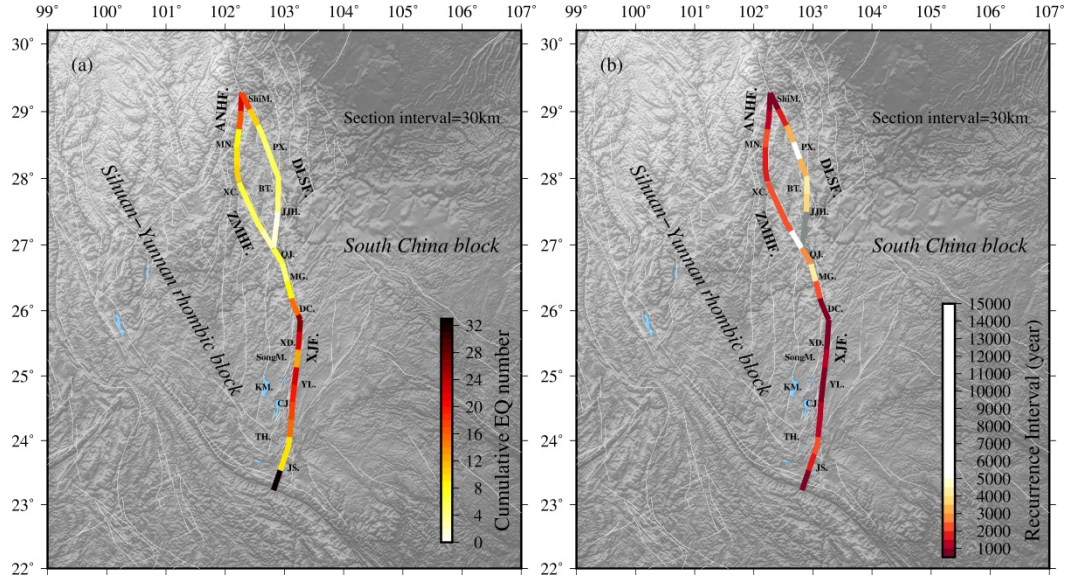 99° 100° 101° 102° 103° 104° 105° 106° 107°
30°
29°
28°
27°
26°
25°
24°
23°
22°
(a)
ShiM.
ANHF.
Section interval=30km
MN.
PX.
DLSF.
XC.
BT.
JJH.
ZMHF.
Sihuan−Yunnan rhombic block
South China block
QJ.
MG.
DC.
XJF.
XD.
SongM.
KM.
YL.
CJ
TH.
JS.
32
28
24
20
16
12
8
4
0
Cumulative EQ number
99° 100° 101° 102° 103° 104° 105° 106° 107°
30°
29°
28°
27°
26°
25°
24°
23°
22°
(b)
ShiM.
ANHF.
Section interval=30km
MN.
PX.
DLSF.
XC.
BT.
JJH.
ZMHF.
Sihuan−Yunnan rhombic block
South China block
QJ.
MG.
DC.
XJF.
XD.
SongM.
KM.
YL.
CJ
TH.
JS.
15000
14000
13000
12000
11000
10000
9000
8000
7000
6000
5000
4000
3000
2000
1000
Recurrence Interval (year)